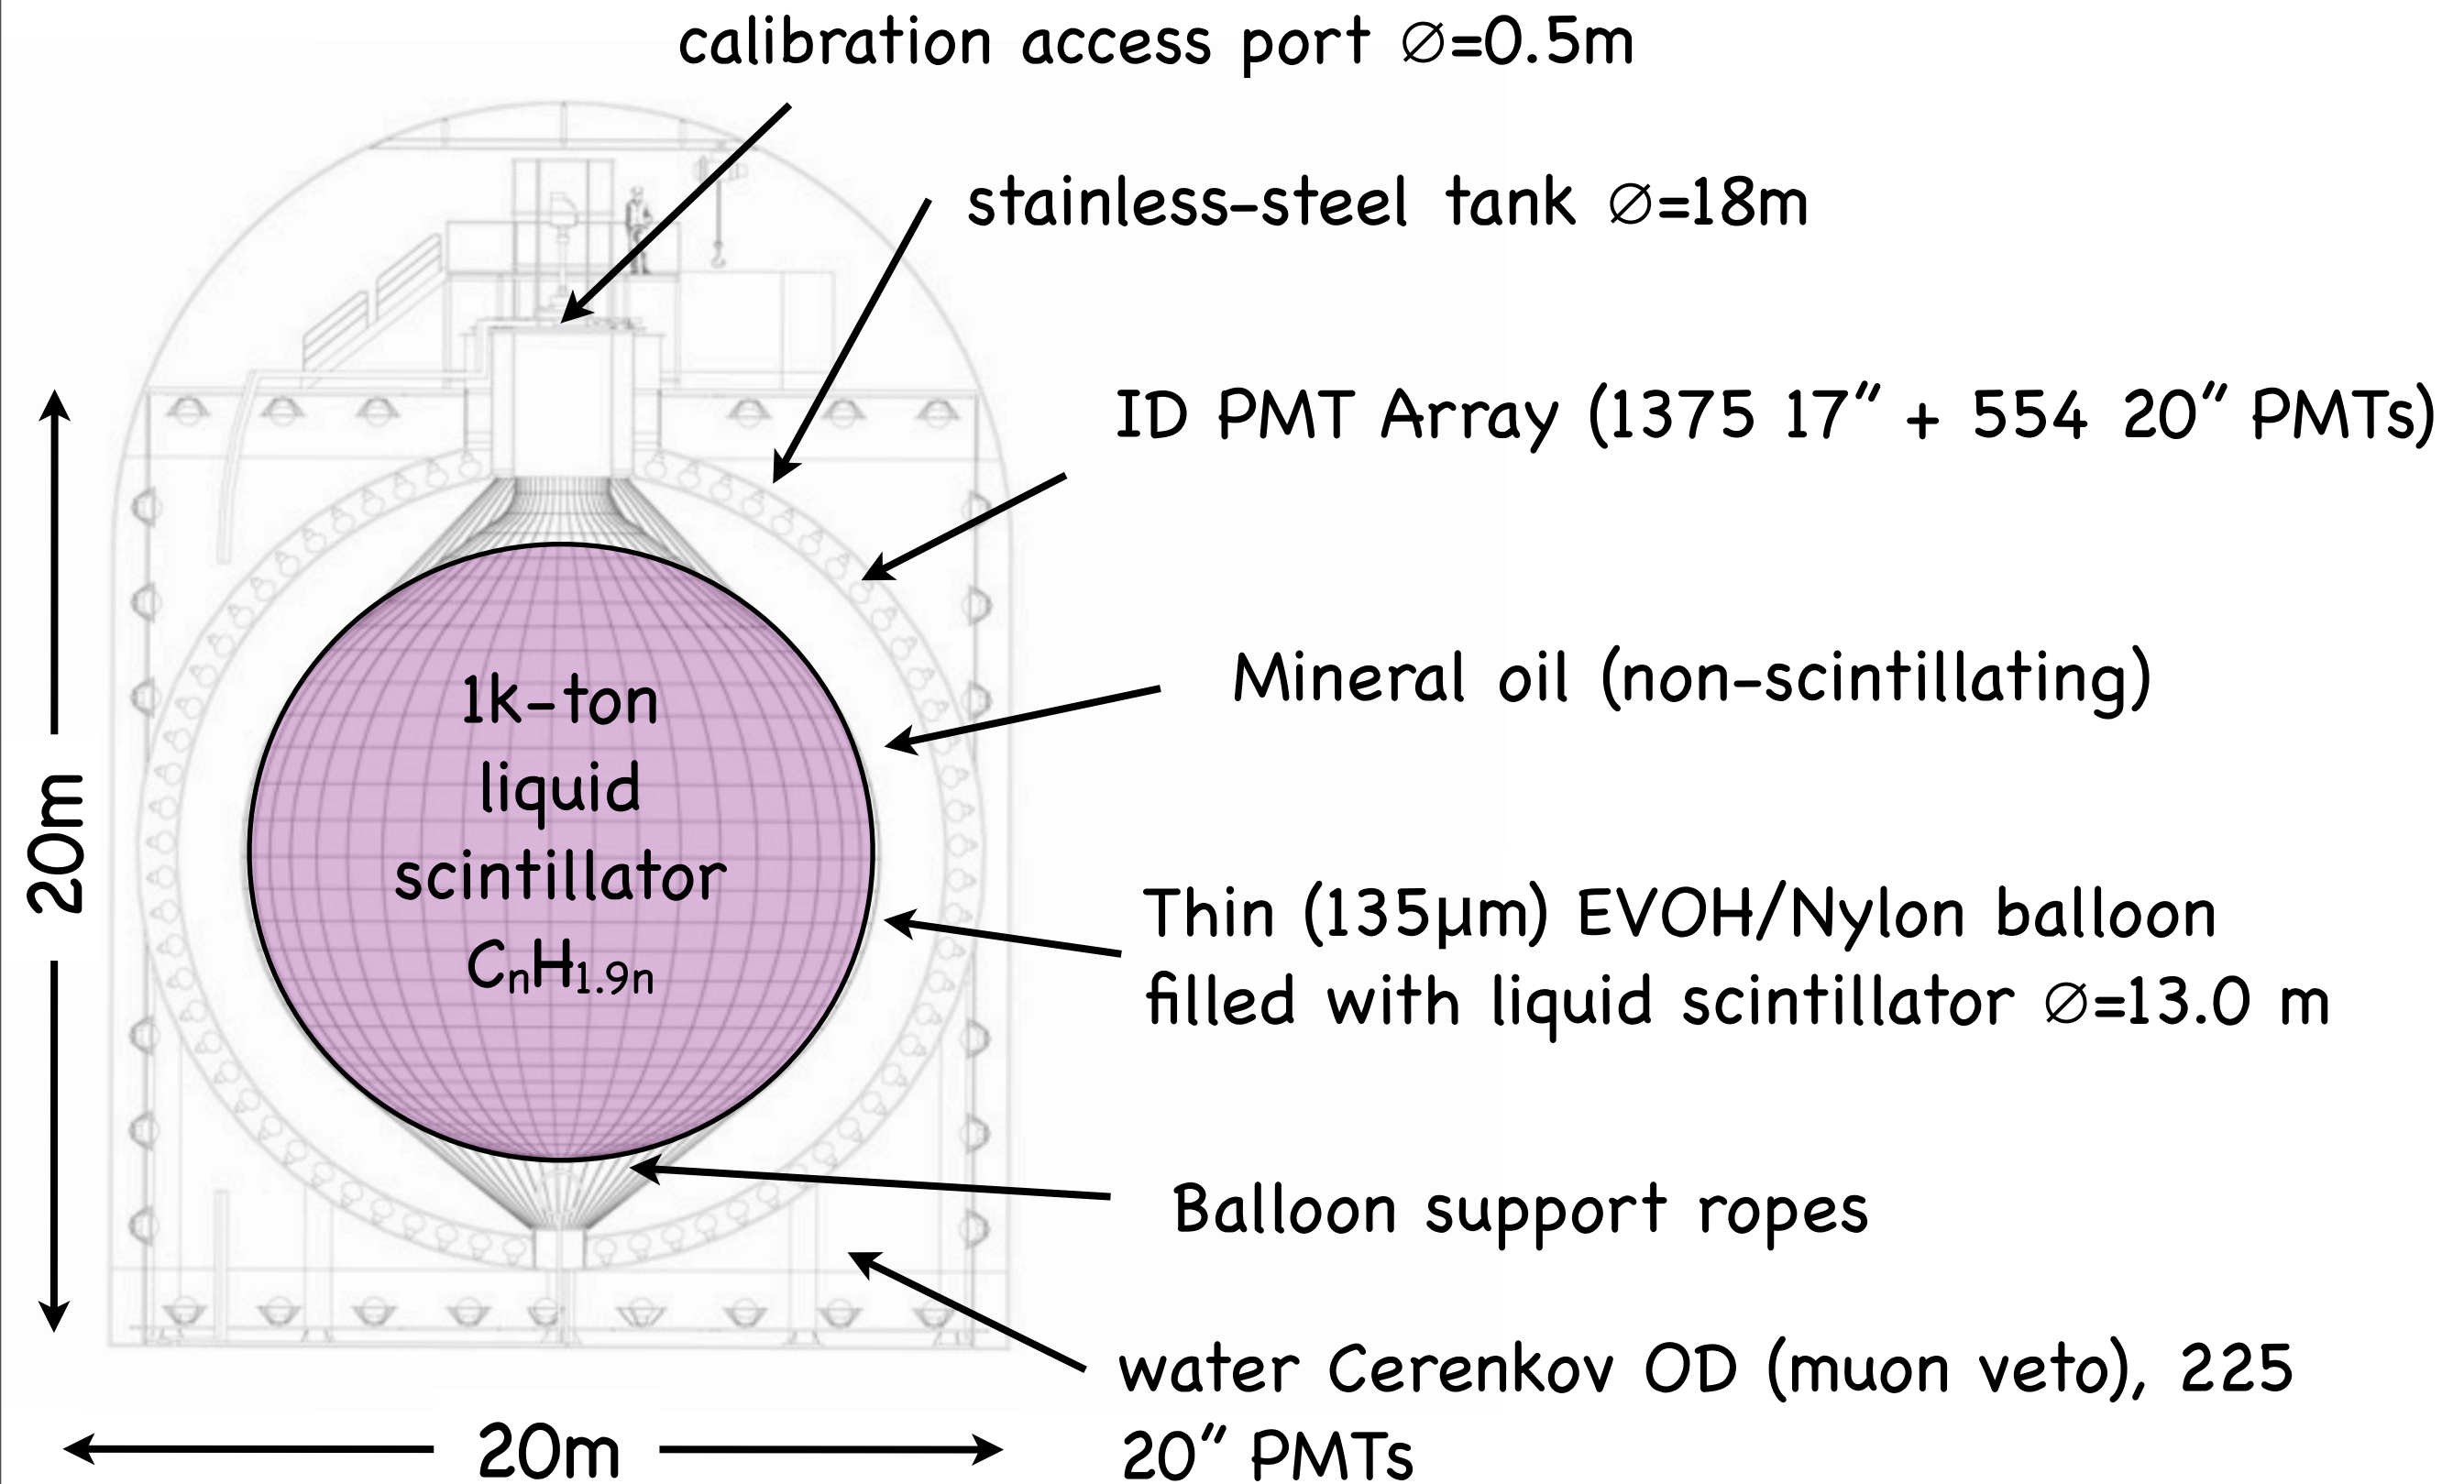 calibration access port ∅=0.5m
stainless-steel tank ∅=18m
ID PMT Array (1375 17″ + 554 20″ PMTs)
Mineral oil (non-scintillating)
1k-ton
liquid
scintillator
CₙH₁.₉ₙ
20m
Thin (135µm) EVOH/Nylon balloon
filled with liquid scintillator ∅=13.0 m
Balloon support ropes
water Cerenkov OD (muon veto), 225
20″ PMTs
20m